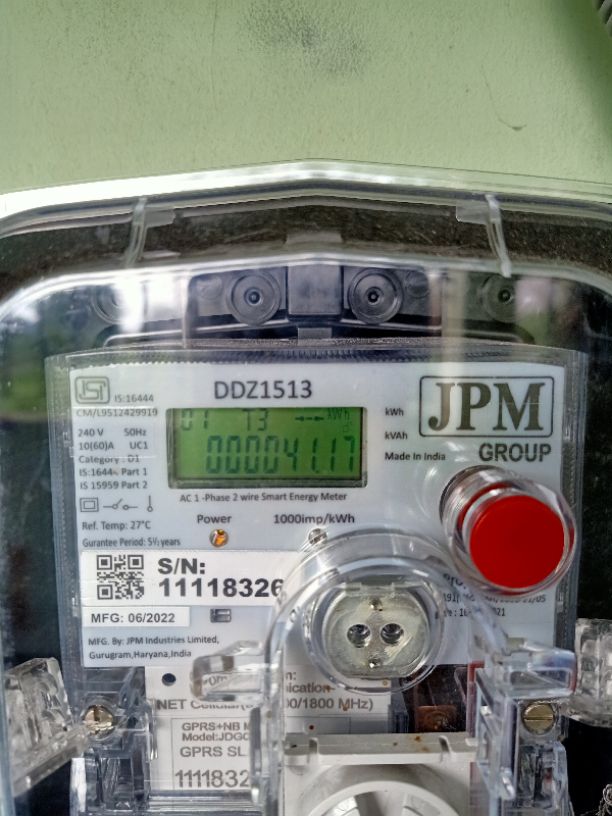 DDZ1513
IS:16444
CM/L9512429919
240 V 50Hz
10(60)A UC1
Category : D1
Part 1
IS 15959 Part 2
Ref. Temp: 27°C
Gurantee Period: 5½ years
01 T3 kWh
000041.17
kWh
kVAh
Made In India
JPM
GROUP
AC 1 -Phase 2 wire Smart Energy Meter
Power 1000imp/kWh
S/N:
11118326
MFG: 06/2022
MFG. By: JPM Industries Limited,
Gurugram,Haryana,India
GPRS+NB
GPRS SL
1111832